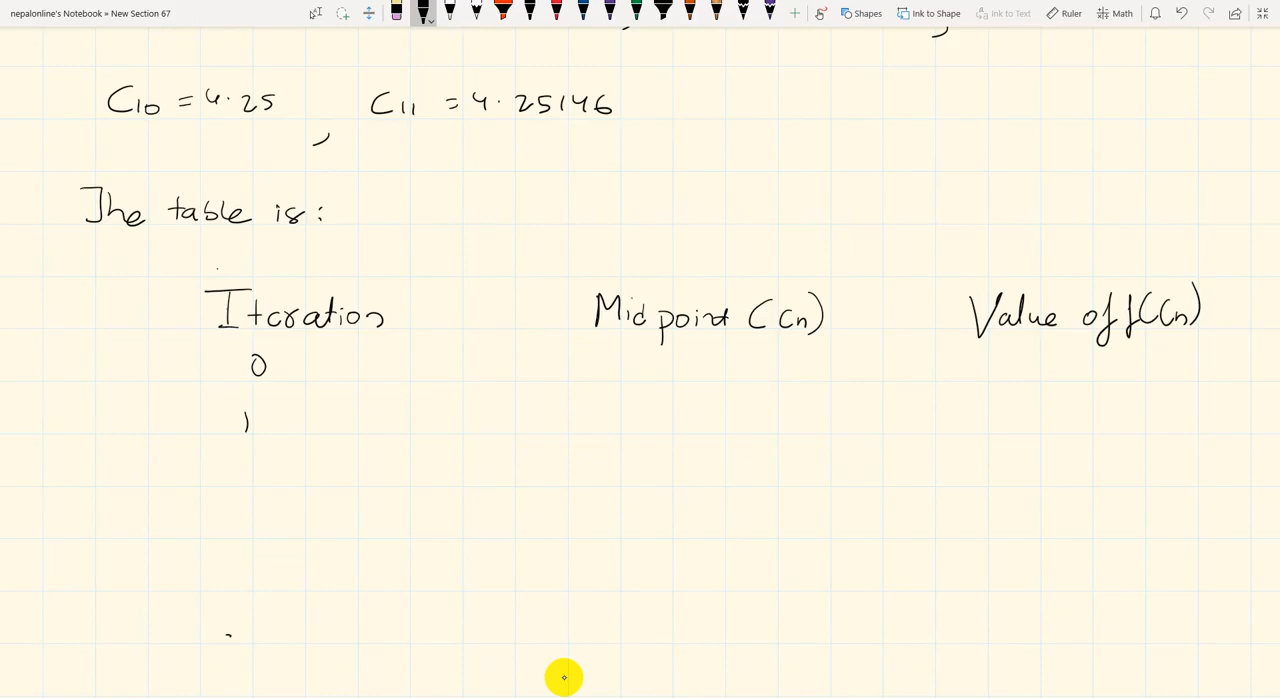 nepalonline's Notebook » New Section 67
Shapes Ink to Shape Ink to Text Ruler Math
C10 = 4.25 , C11 = 4.25146
The table is:
Iteration Midpoint (Cn) Value of f(Cn)
0
1